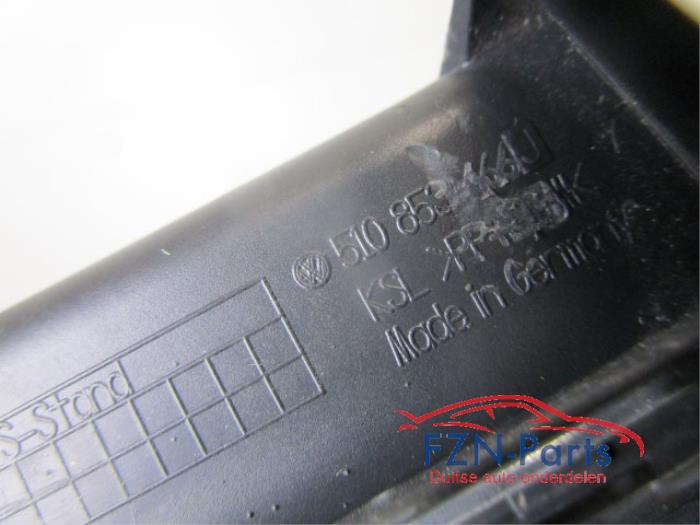 510 853 U
KSL
Made in Germany
S-Stand
FZN-Parts
Duitse auto onderdelen